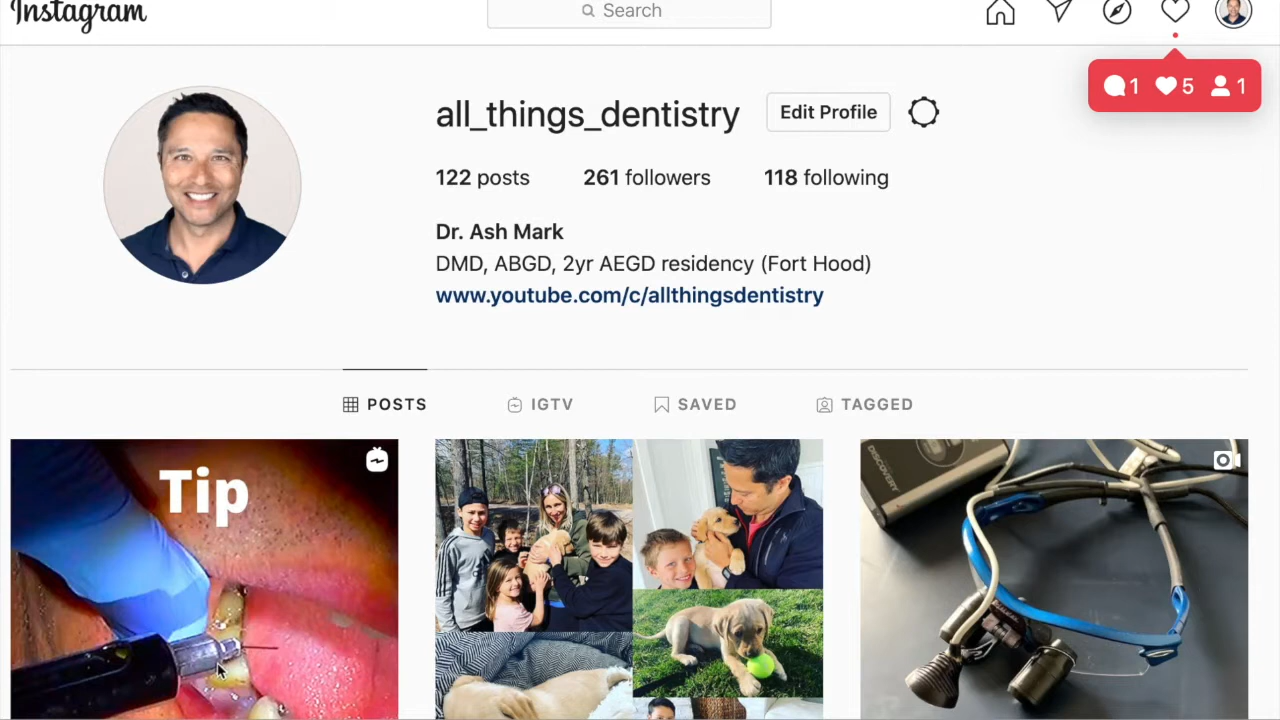 Instagram
Search
1 5 1
all_things_dentistry
Edit Profile
122 posts
261 followers
118 following
Dr. Ash Mark
DMD, ABGD, 2yr AEGD residency (Fort Hood)
www.youtube.com/c/allthingsdentistry
POSTS
IGTV
SAVED
TAGGED
Tip
DISCOVERY